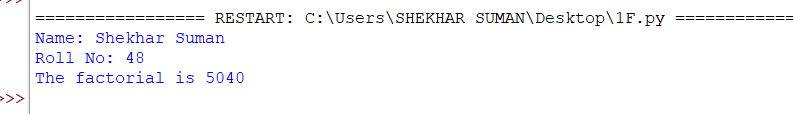 >>>
================= RESTART: C:\Users\SHEKHAR SUMAN\Desktop\1F.py ============
Name: Shekhar Suman
Roll No: 48
The factorial is 5040
>>>